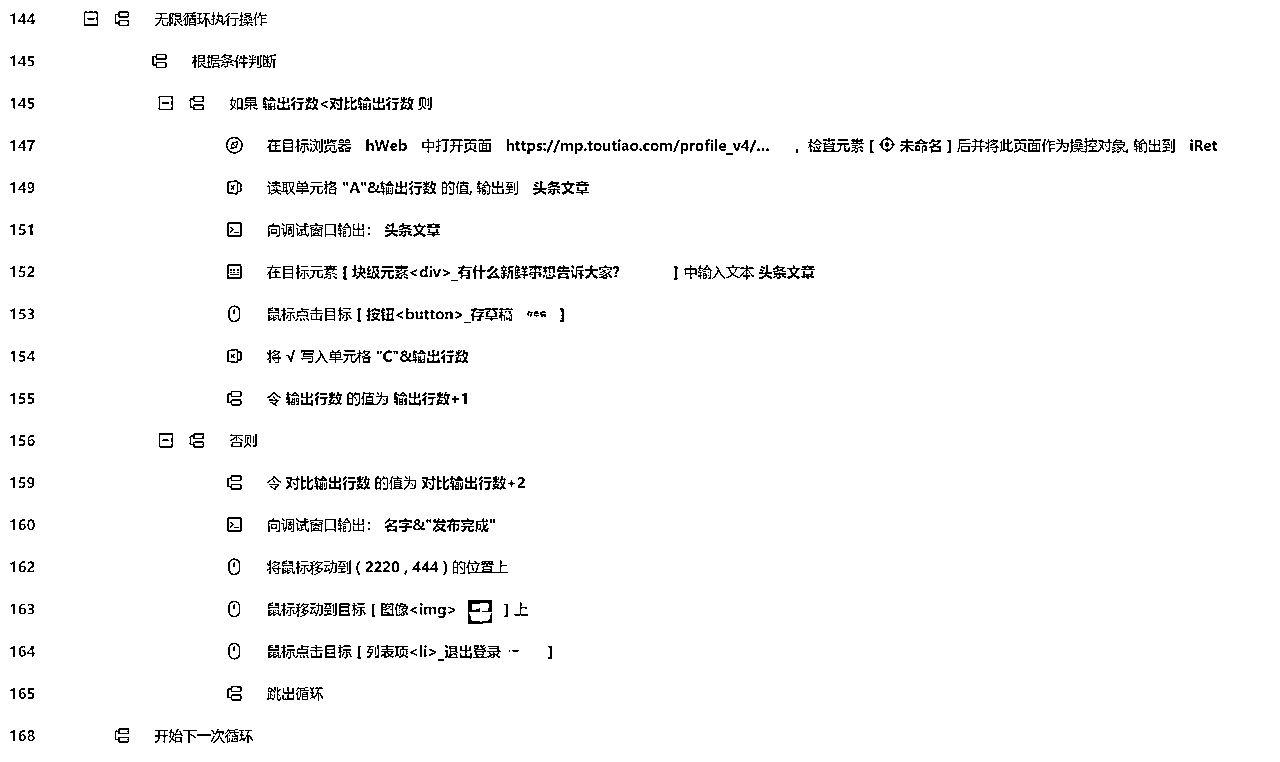 144 无限循环执行操作
145 根据条件判断
145 如果 输出行数<对比输出行数 则
147 在目标浏览器 hWeb 中打开页面 https://mp.toutiao.com/profile_v4/... , 检查元素 [ 未命名 ] 后并将此页面作为操控对象, 输出到 iRet
149 读取单元格 "A"&输出行数 的值, 输出到 头条文章
151 向调试窗口输出: 头条文章
152 在目标元素 [ 块级元素<div>_有什么新鲜事想告诉大家? ] 中输入文本 头条文章
153 鼠标点击目标 [ 按钮<button>_存草稿 ]
154 将 √ 写入单元格 "C"&输出行数
155 令 输出行数 的值为 输出行数+1
156 否则
159 令 对比输出行数 的值为 对比输出行数+2
160 向调试窗口输出: 名字&"发布完成"
162 将鼠标移动到 ( 2220 , 444 ) 的位置上
163 鼠标移动到目标 [ 图像<img> ] 上
164 鼠标点击目标 [ 列表项<li>_退出登录 ]
165 跳出循环
168 开始下一次循环